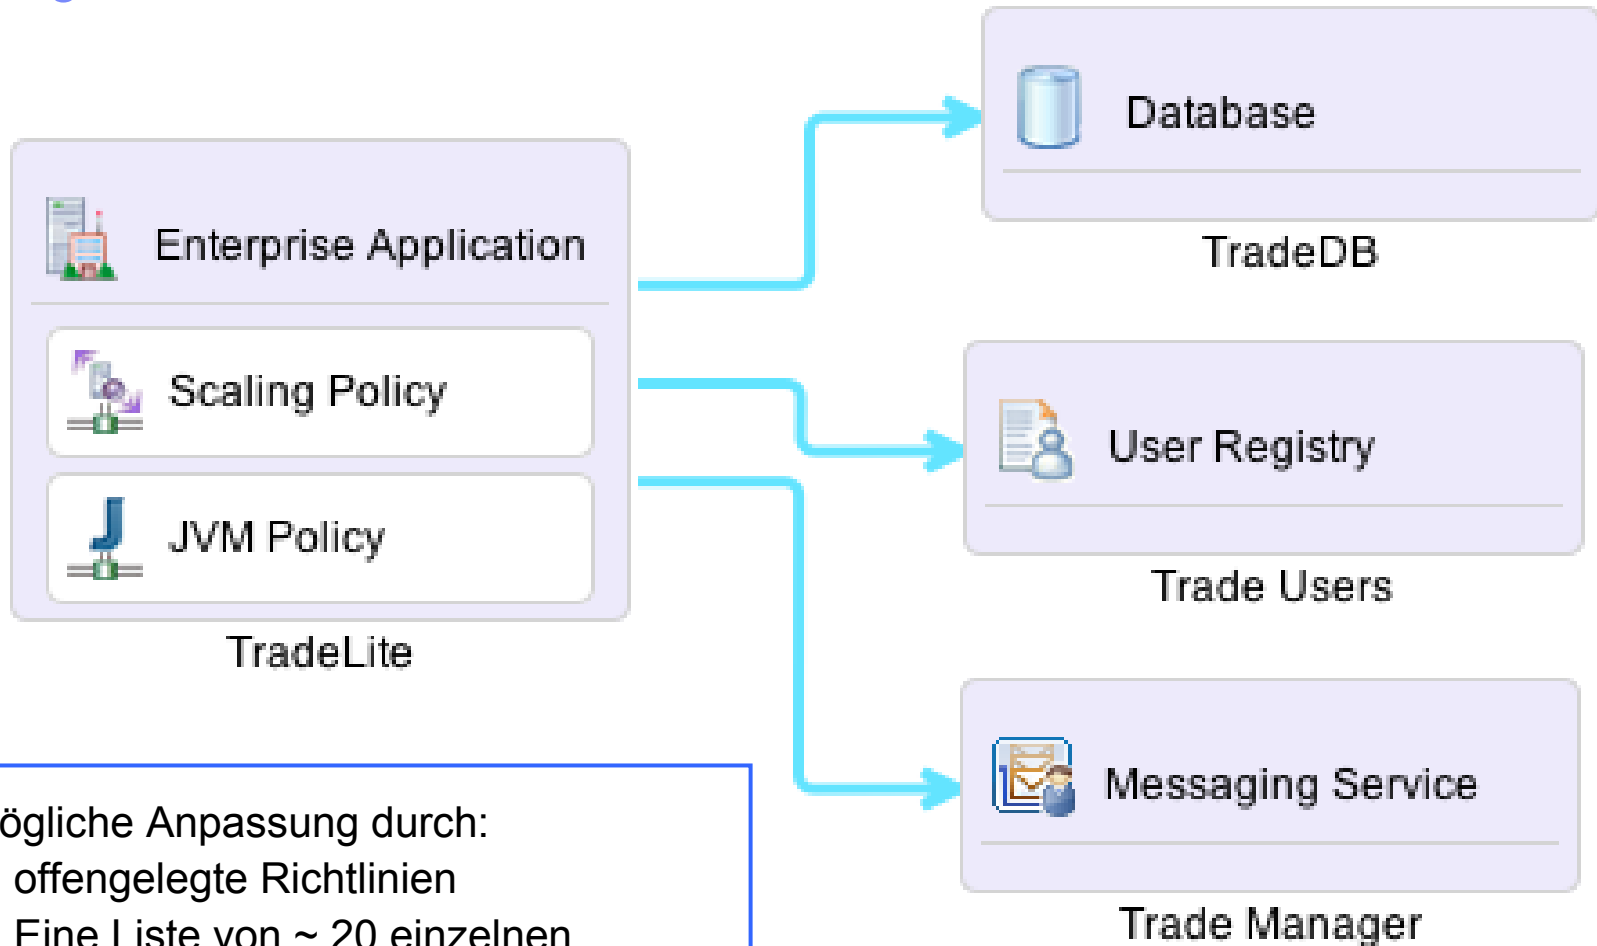 Enterprise Application
Scaling Policy
JVM Policy
TradeLite
Database
TradeDB
User Registry
Trade Users
Messaging Service
Trade Manager
ögliche Anpassung durch:
offengelegte Richtlinien
Eine Liste von ~ 20 einzelnen